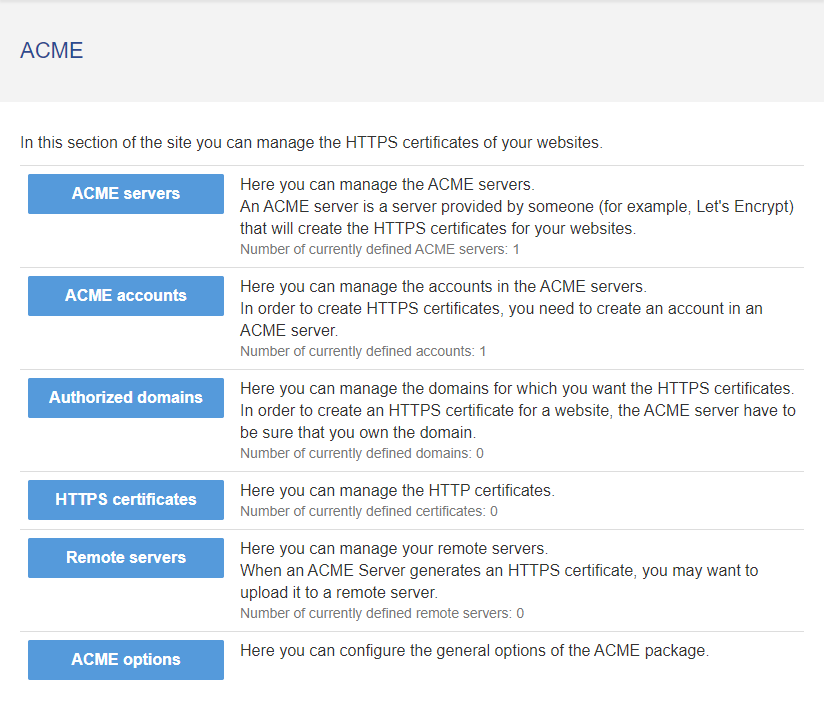 ACME
In this section of the site you can manage the HTTPS certificates of your websites.
ACME servers
Here you can manage the ACME servers.
An ACME server is a server provided by someone (for example, Let's Encrypt)
that will create the HTTPS certificates for your websites.
Number of currently defined ACME servers: 1
ACME accounts
Here you can manage the accounts in the ACME servers.
In order to create HTTPS certificates, you need to create an account in an
ACME server.
Number of currently defined accounts: 1
Authorized domains
Here you can manage the domains for which you want the HTTPS certificates.
In order to create an HTTPS certificate for a website, the ACME server have to
be sure that you own the domain.
Number of currently defined domains: 0
HTTPS certificates
Here you can manage the HTTP certificates.
Number of currently defined certificates: 0
Remote servers
Here you can manage your remote servers.
When an ACME Server generates an HTTPS certificate, you may want to
upload it to a remote server.
Number of currently defined remote servers: 0
ACME options
Here you can configure the general options of the ACME package.